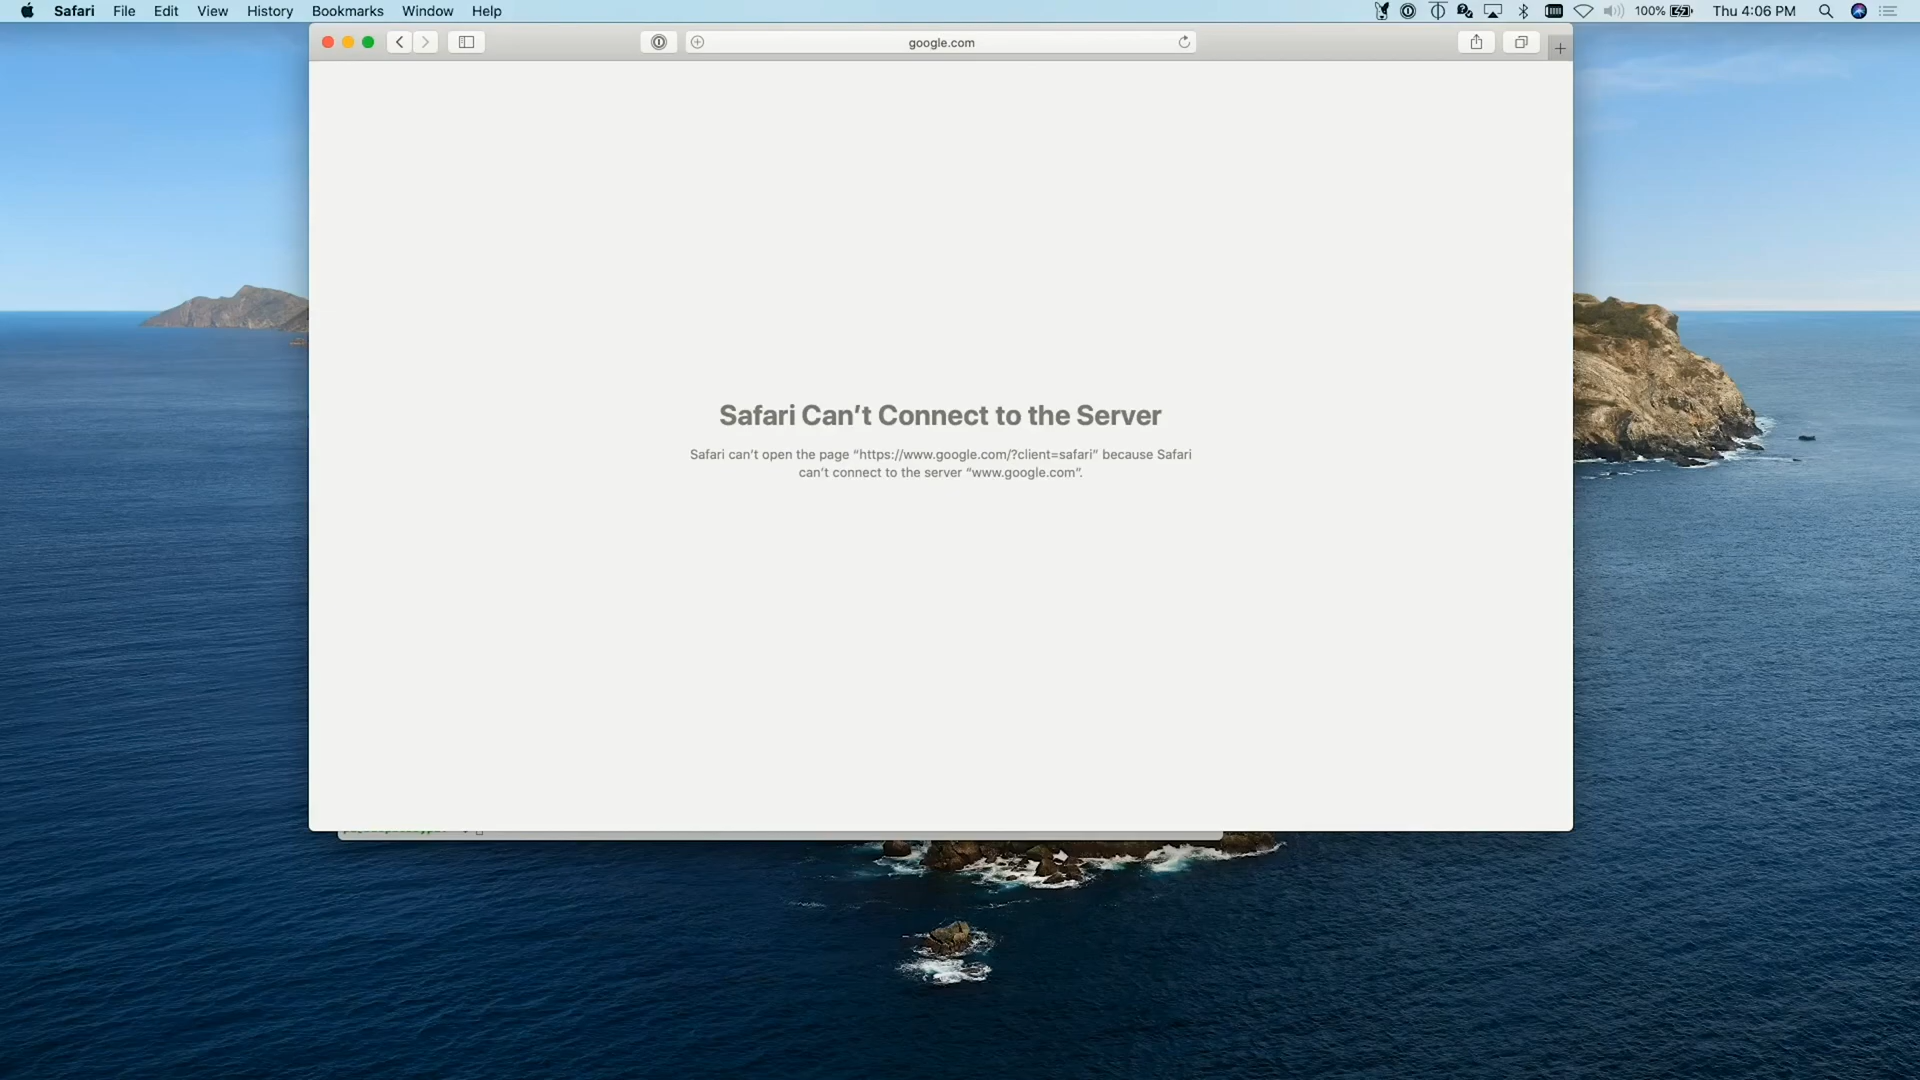 Safari File Edit View History Bookmarks Window Help 100% Thu 4:06 PM
google.com
Safari Can’t Connect to the Server
Safari can’t open the page “https://www.google.com/?client=safari” because Safari
can’t connect to the server “www.google.com”.